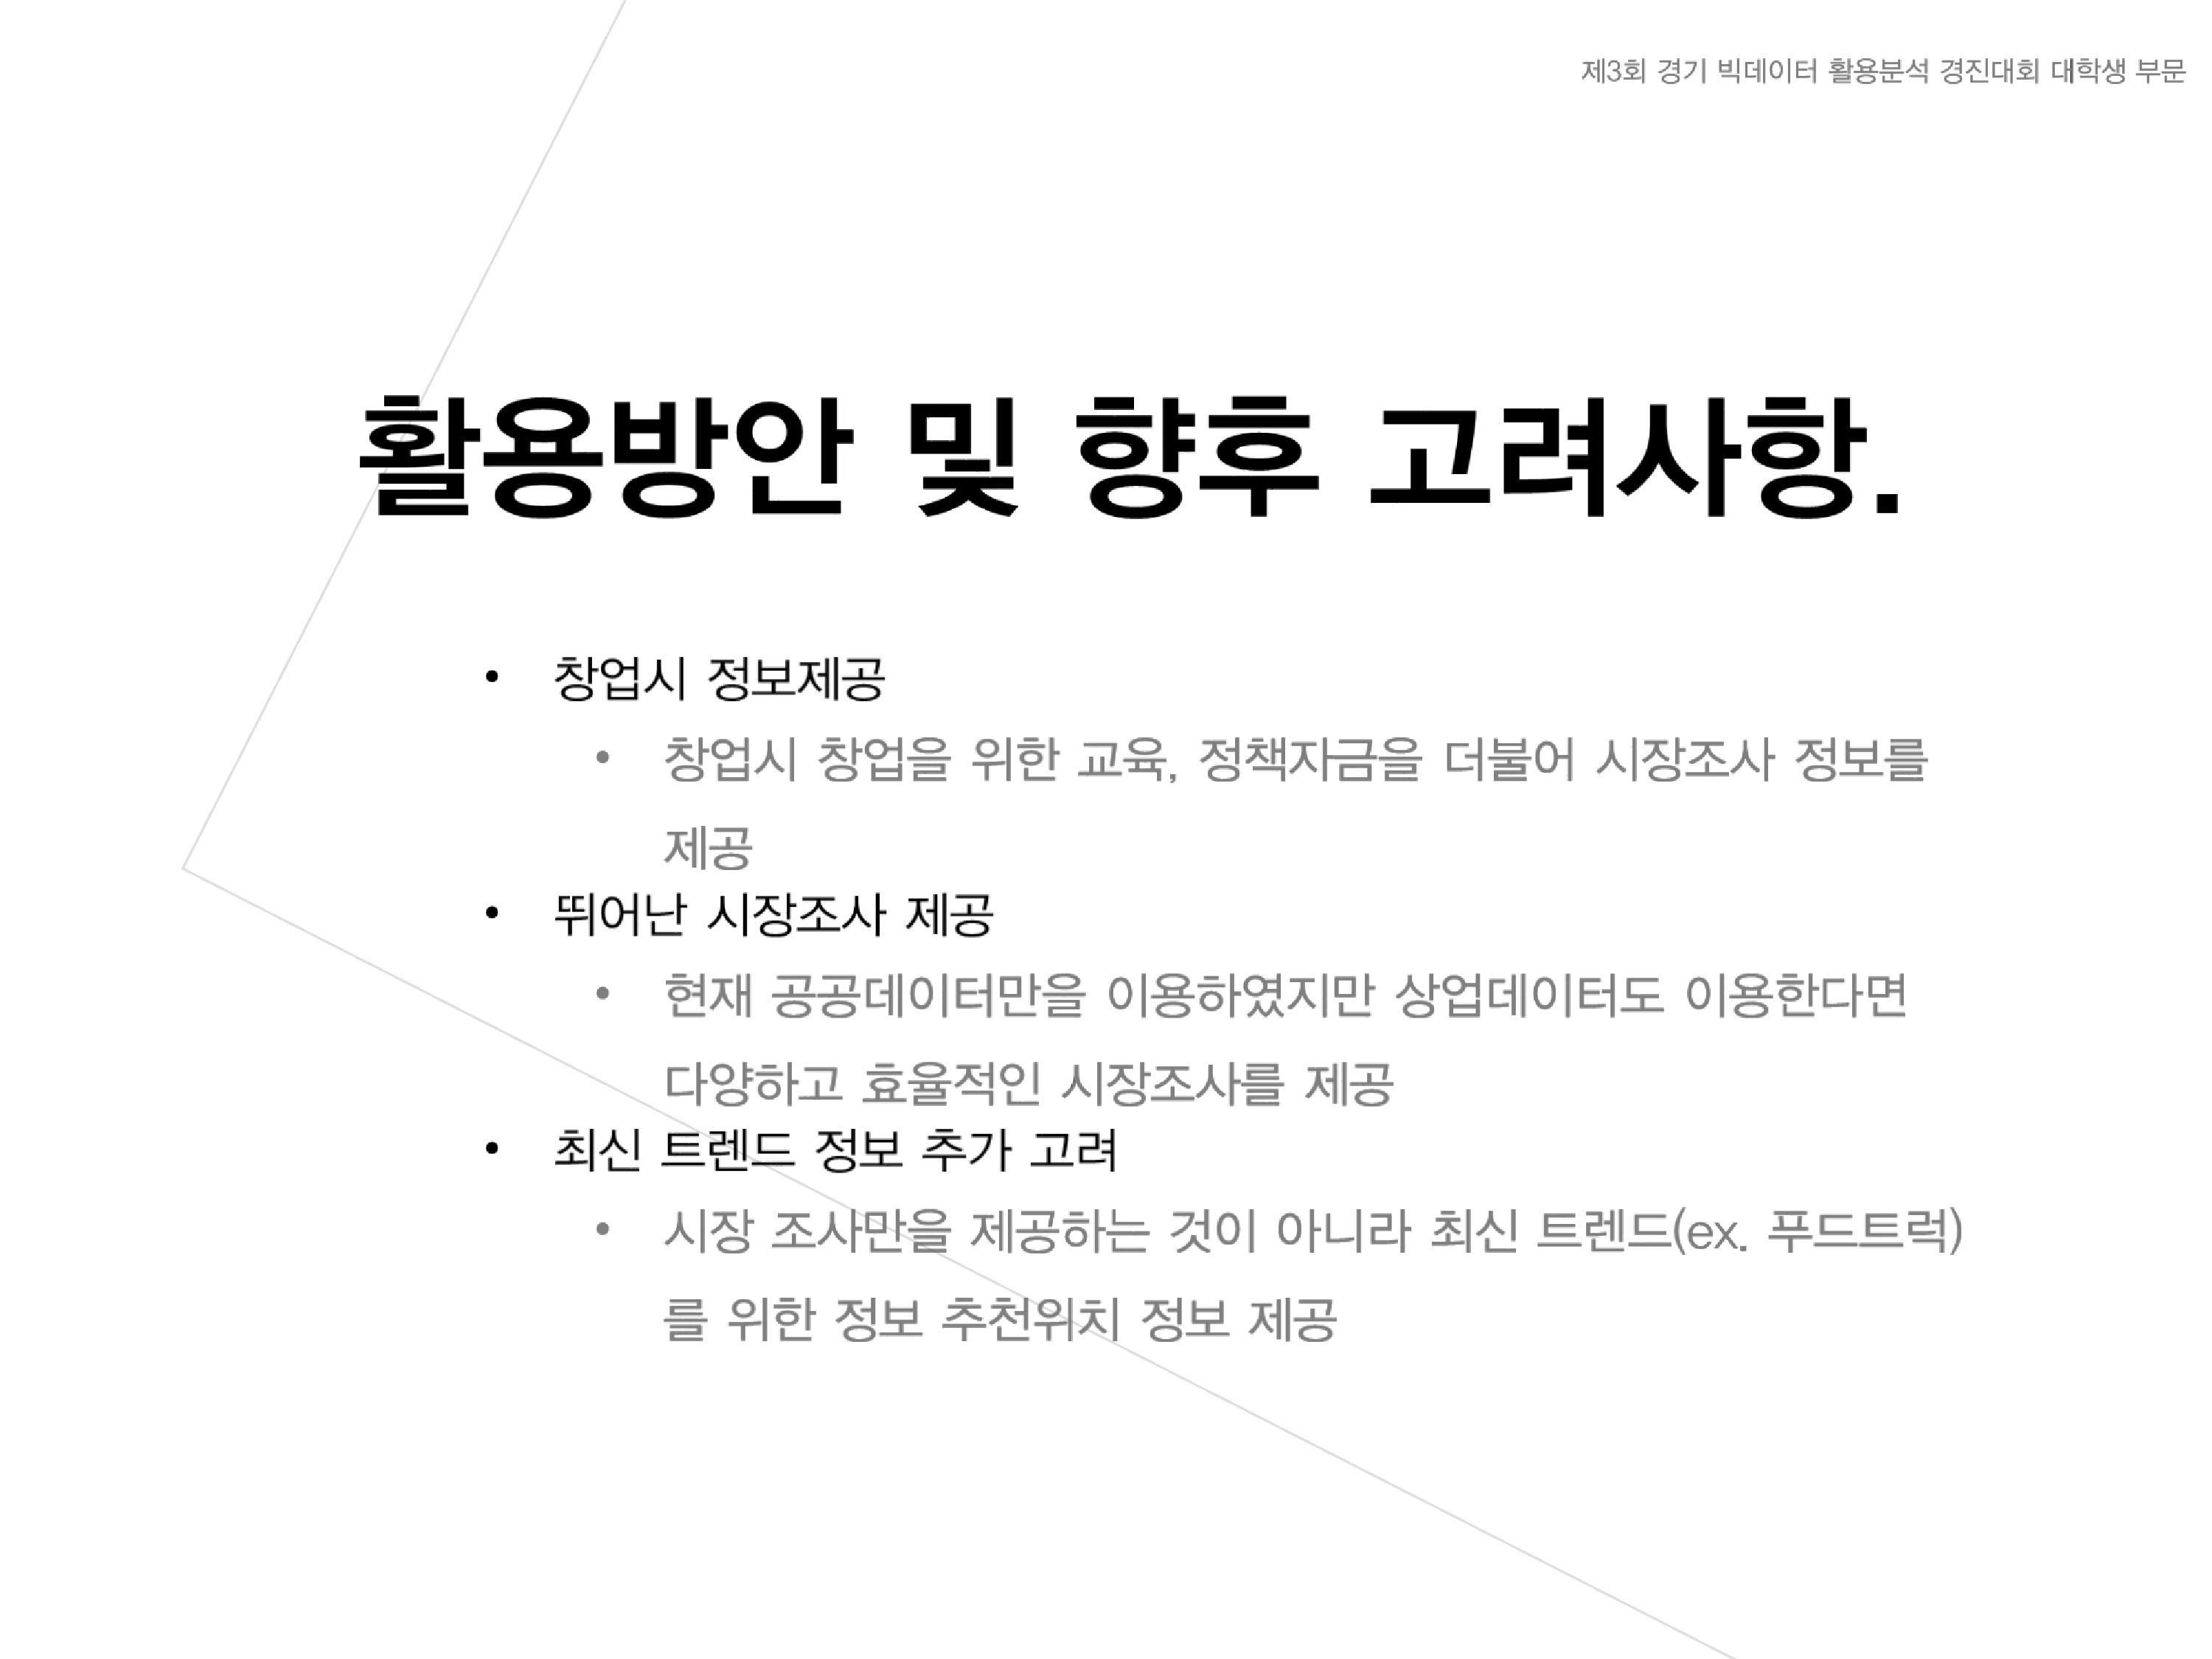 제3회 경기 빅데이터 활용분석 경진대회 대학생 부문
활용방안 및 향후 고려사항.
• 창업시 정보제공
• 창업시 창업을 위한 교육, 정책자금을 더불어 시장조사 정보를
제공
• 뛰어난 시장조사 제공
• 현재 공공데이터만을 이용하였지만 상업데이터도 이용한다면
다양하고 효율적인 시장조사를 제공
• 최신 트렌드 정보 추가 고려
• 시장 조사만을 제공하는 것이 아니라 최신 트렌드(ex. 푸드트럭)
를 위한 정보 추천위치 정보 제공